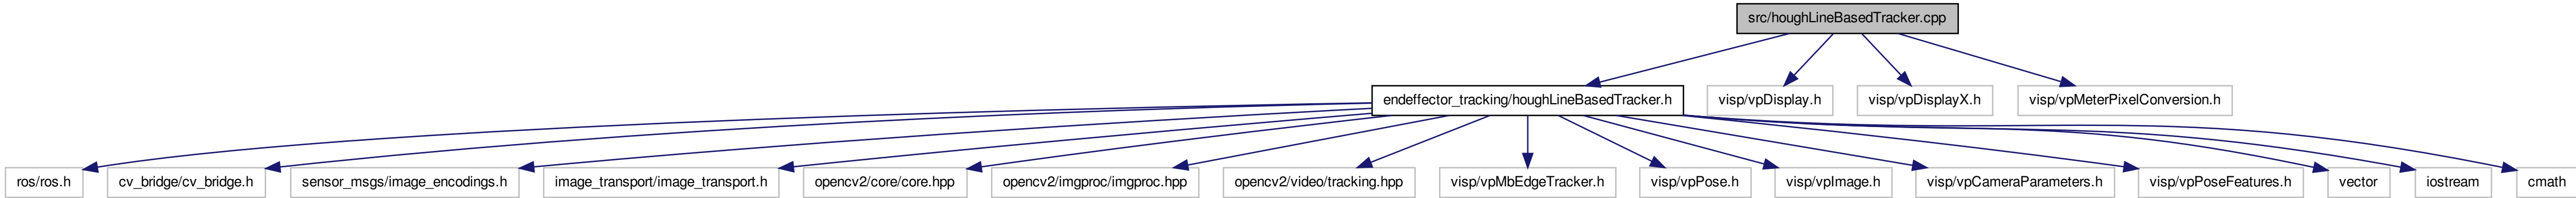 src/houghLineBasedTracker.cpp
endeffector_tracking/houghLineBasedTracker.h
visp/vpDisplay.h
visp/vpDisplayX.h
visp/vpMeterPixelConversion.h
ros/ros.h
cv_bridge/cv_bridge.h
sensor_msgs/image_encodings.h
image_transport/image_transport.h
opencv2/core/core.hpp
opencv2/imgproc/imgproc.hpp
opencv2/video/tracking.hpp
visp/vpMbEdgeTracker.h
visp/vpPose.h
visp/vpImage.h
visp/vpCameraParameters.h
visp/vpPoseFeatures.h
vector
iostream
cmath